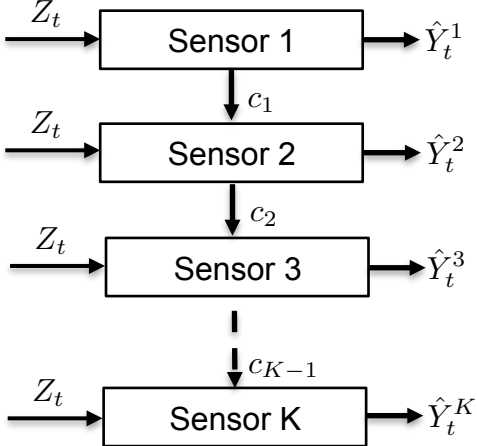 Z_t Sensor 1 Ŷ_t^1
c_1
Z_t Sensor 2 Ŷ_t^2
c_2
Z_t Sensor 3 Ŷ_t^3
c_{K−1}
Z_t Sensor K Ŷ_t^K